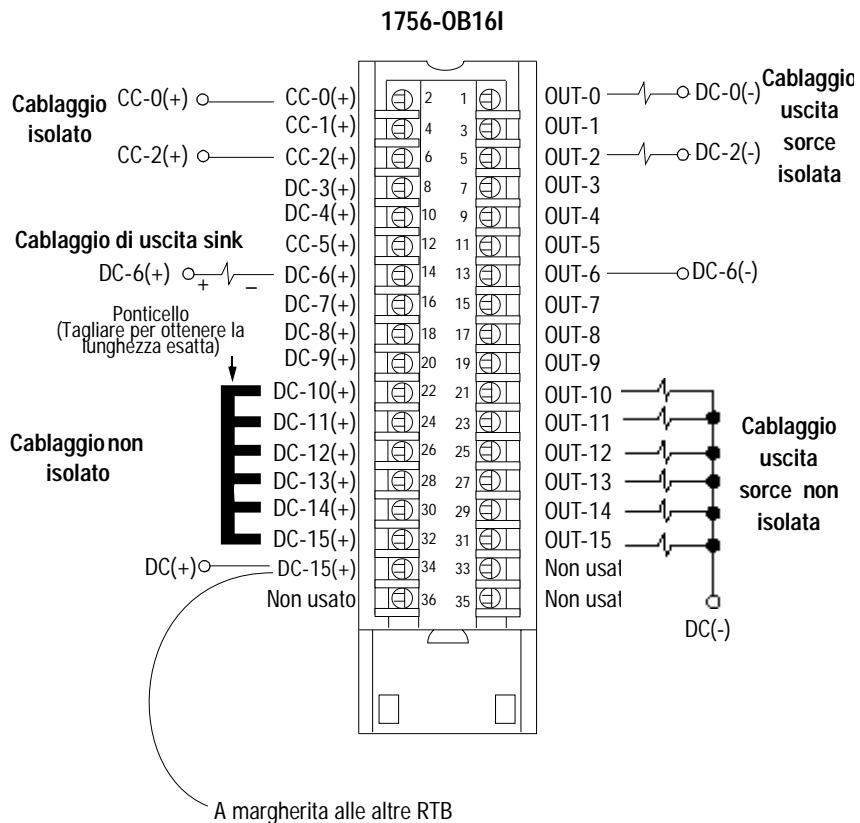 1756-OB16I
Cablaggio
isolato
CC-0(+)
CC-0(+)
2
1
OUT-0
DC-0(-)
Cablaggio
uscita
sorce
isolata
CC-1(+)
4
3
OUT-1
CC-2(+)
CC-2(+)
6
5
OUT-2
DC-2(-)
DC-3(+)
8
7
OUT-3
DC-4(+)
10
9
OUT-4
Cablaggio di uscita sink
CC-5(+)
12
11
OUT-5
DC-6(+)
+
–
DC-6(+)
14
13
OUT-6
DC-6(-)
Ponticello
(Tagliare per ottenere la
lunghezza esatta)
DC-7(+)
16
15
OUT-7
DC-8(+)
18
17
OUT-8
DC-9(+)
20
19
OUT-9
DC-10(+)
22
21
OUT-10
DC-11(+)
24
23
OUT-11
Cablaggio non
isolato
DC-12(+)
26
25
OUT-12
Cablaggio
uscita
sorce non
isolata
DC-13(+)
28
27
OUT-13
DC-14(+)
30
29
OUT-14
DC-15(+)
32
31
OUT-15
DC(+)
DC-15(+)
34
33
Non usat
Non usato
36
35
Non usat
DC(-)
A margherita alle altre RTB